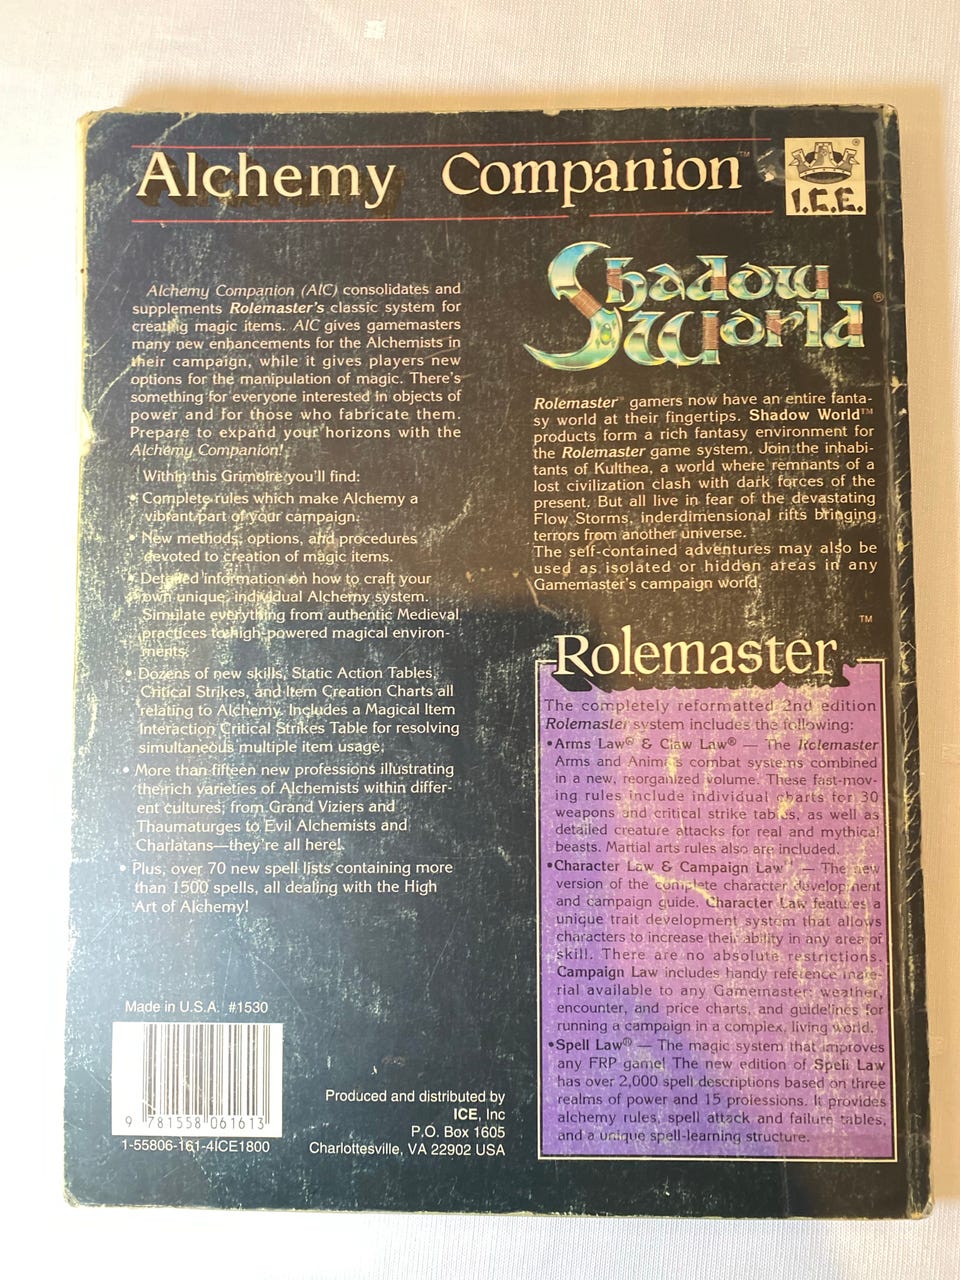 Alchemy Companion™
®
I.C.E.
Alchemy Companion (AlC) consolidates and
supplements Rolemaster's classic system for
creating magic items. AlC gives gamemasters
many new enhancements for the Alchemists in
their campaign, while it gives players new
options for the manipulation of magic. There's
something for everyone interested in objects of
power and for those who fabricate them.
Prepare to expand your horizons with the
Alchemy Companion!
Within this Grimoire you'll find:
• Complete rules which make Alchemy a
vibrant part of your campaign.
• New methods, options, and procedures
devoted to creation of magic items.
• Detailed information on how to craft your
own unique, individual Alchemy system.
Simulate everything from authentic Medieval
practices to high-powered magical environ-
ments.
• Dozens of new skills, Static Action Tables,
Critical Strikes, and Item Creation Charts all
relating to Alchemy. Includes a Magical Item
Interaction Critical Strikes Table for resolving
simultaneous multiple item usage.
• More than fifteen new professions illustrating
the rich varieties of Alchemists within differ-
ent cultures; from Grand Viziers and
Thaumaturges to Evil Alchemists and
Charlatans—they're all here!
• Plus, over 70 new spell lists containing more
than 1500 spells, all dealing with the High
Art of Alchemy!
Made in U.S.A. #1530
9 781558 061613
1-55806-161-4ICE1800
Produced and distributed by
ICE, Inc
P.O. Box 1605
Charlottesville, VA 22902 USA
Shadow
World®
Rolemaster™ gamers now have an entire fanta-
sy world at their fingertips. Shadow World™
products form a rich fantasy environment for
the Rolemaster game system. Join the inhabi-
tants of Kulthea, a world where remnants of a
lost civilization clash with dark forces of the
present. But all live in fear of the devastating
Flow Storms, inderdimensional rifts bringing
terrors from another universe.
The self-contained adventures may also be
used as isolated or hidden areas in any
Gamemaster's campaign world.
Rolemaster™
The completely reformatted 2nd edition
Rolemaster system includes the following:
•Arms Law® & Claw Law® — The Rolemaster
Arms and Animal combat systems combined
in a new, reorganized volume. These fast-mov-
ing rules include individual charts for 30
weapons and critical strike tables, as well as
detailed creature attacks for real and mythical
beasts. Martial arts rules also are included.
•Character Law & Campaign Law™ — The new
version of the complete character development
and campaign guide. Character Law features a
unique trait development system that allows
characters to increase their ability in any area of
skill. There are no absolute restrictions.
Campaign Law includes handy reference mate-
rial available to any Gamemaster: weather,
encounter, and price charts, and guidelines for
running a campaign in a complex, living world.
•Spell Law® — The magic system that improves
any FRP game! The new edition of Spell Law
has over 2,000 spell descriptions based on three
realms of power and 15 professions. It provides
alchemy rules, spell attack and failure tables,
and a unique spell-learning structure.